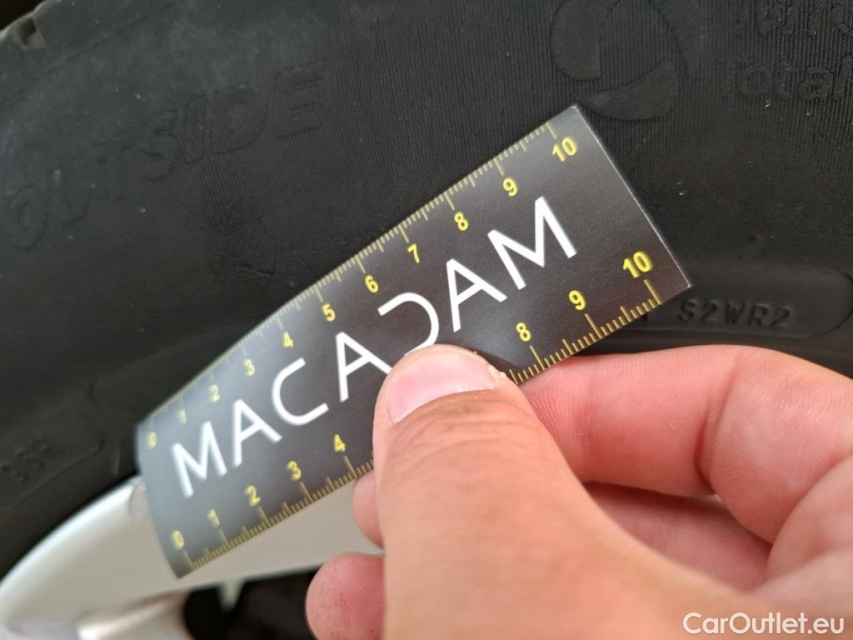 OUTSIDE
Total
0 1 2 3 4 5 6 7 8 9 10
MACADAM
0 1 2 3 4 8 9 10
S2WR2
CarOutlet.eu